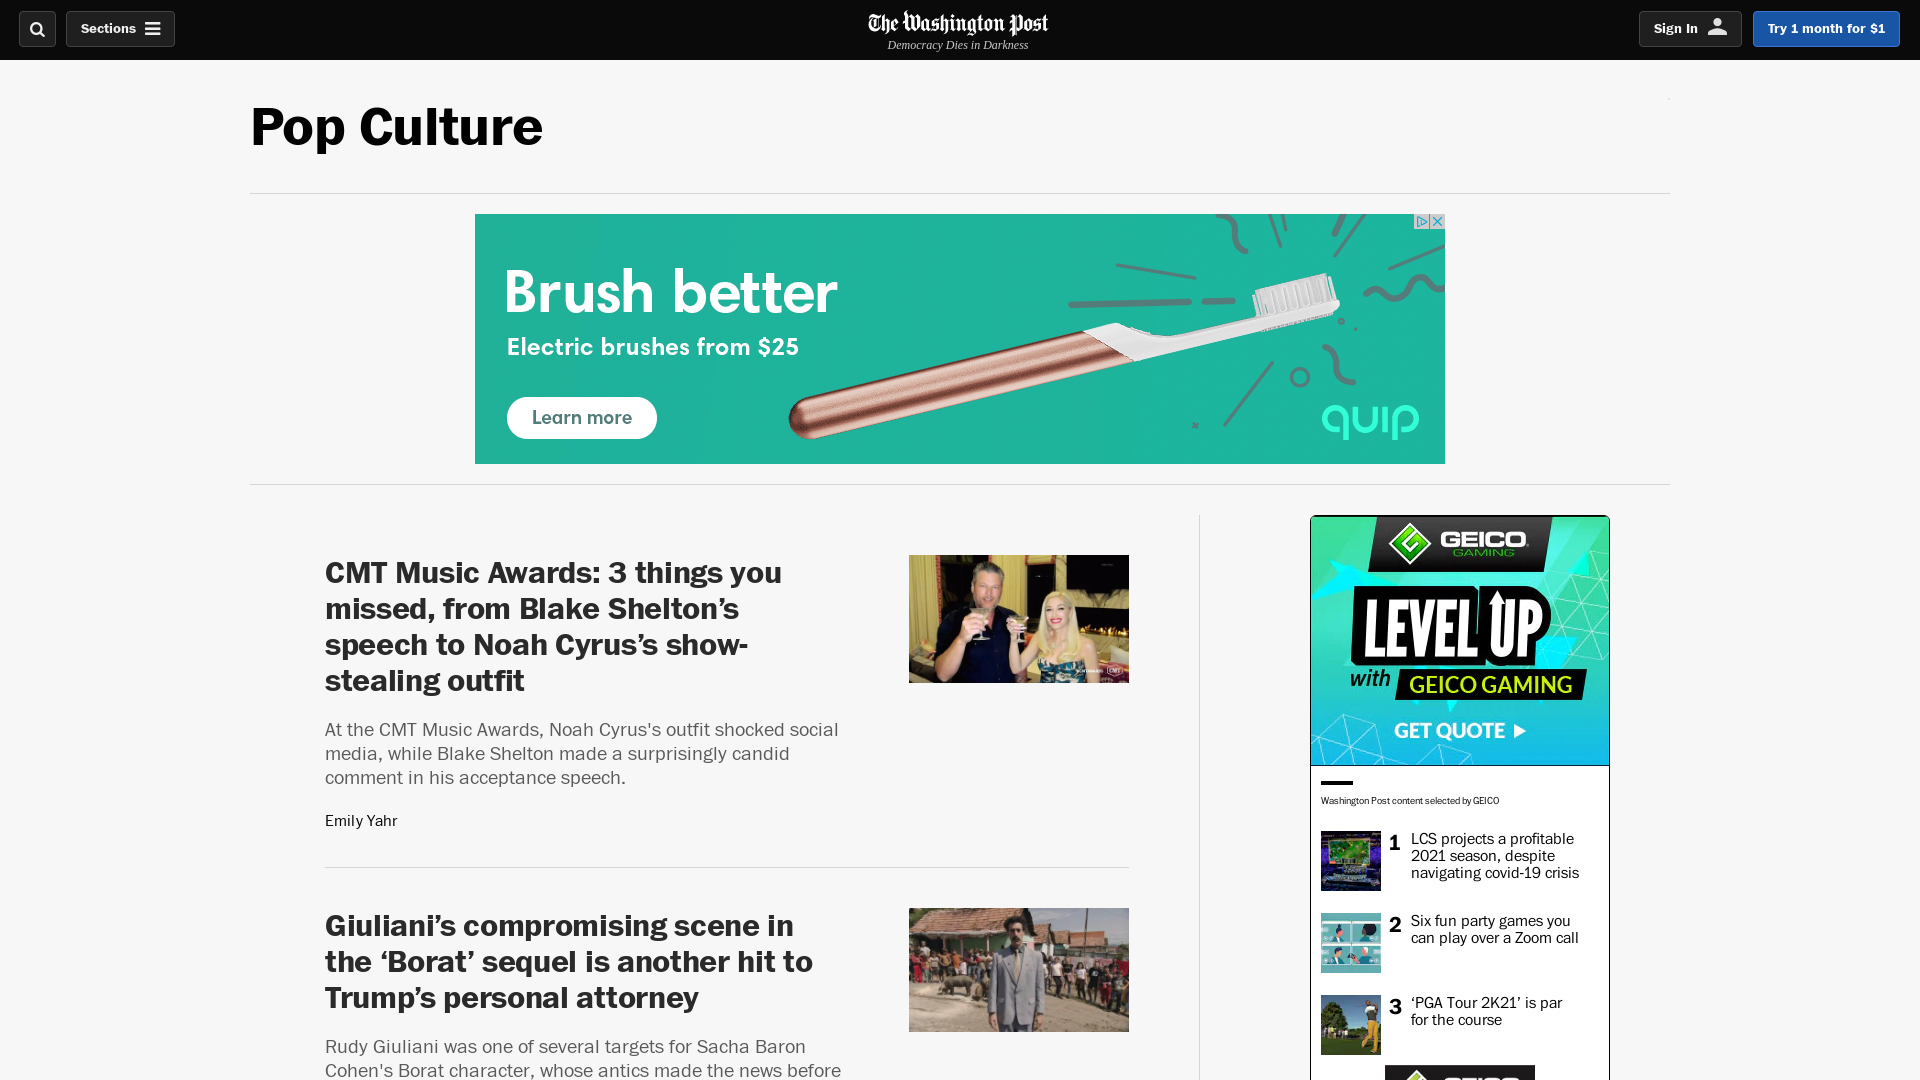 Sections
The Washington Post
Democracy Dies in Darkness
Sign In
Try 1 month for $1
Pop Culture
Brush better
Electric brushes from $25
Learn more
quip
CMT Music Awards: 3 things you
missed, from Blake Shelton’s
speech to Noah Cyrus’s show-
stealing outfit
At the CMT Music Awards, Noah Cyrus's outfit shocked social
media, while Blake Shelton made a surprisingly candid
comment in his acceptance speech.
Emily Yahr
Giuliani’s compromising scene in
the ‘Borat’ sequel is another hit to
Trump’s personal attorney
Rudy Giuliani was one of several targets for Sacha Baron
Cohen's Borat character, whose antics made the news before
GEICO
GAMING
LEVEL UP
with GEICO GAMING
GET QUOTE
Washington Post content selected by GEICO
1 LCS projects a profitable
2021 season, despite
navigating covid-19 crisis
2 Six fun party games you
can play over a Zoom call
3 ‘PGA Tour 2K21’ is par
for the course
GEICO